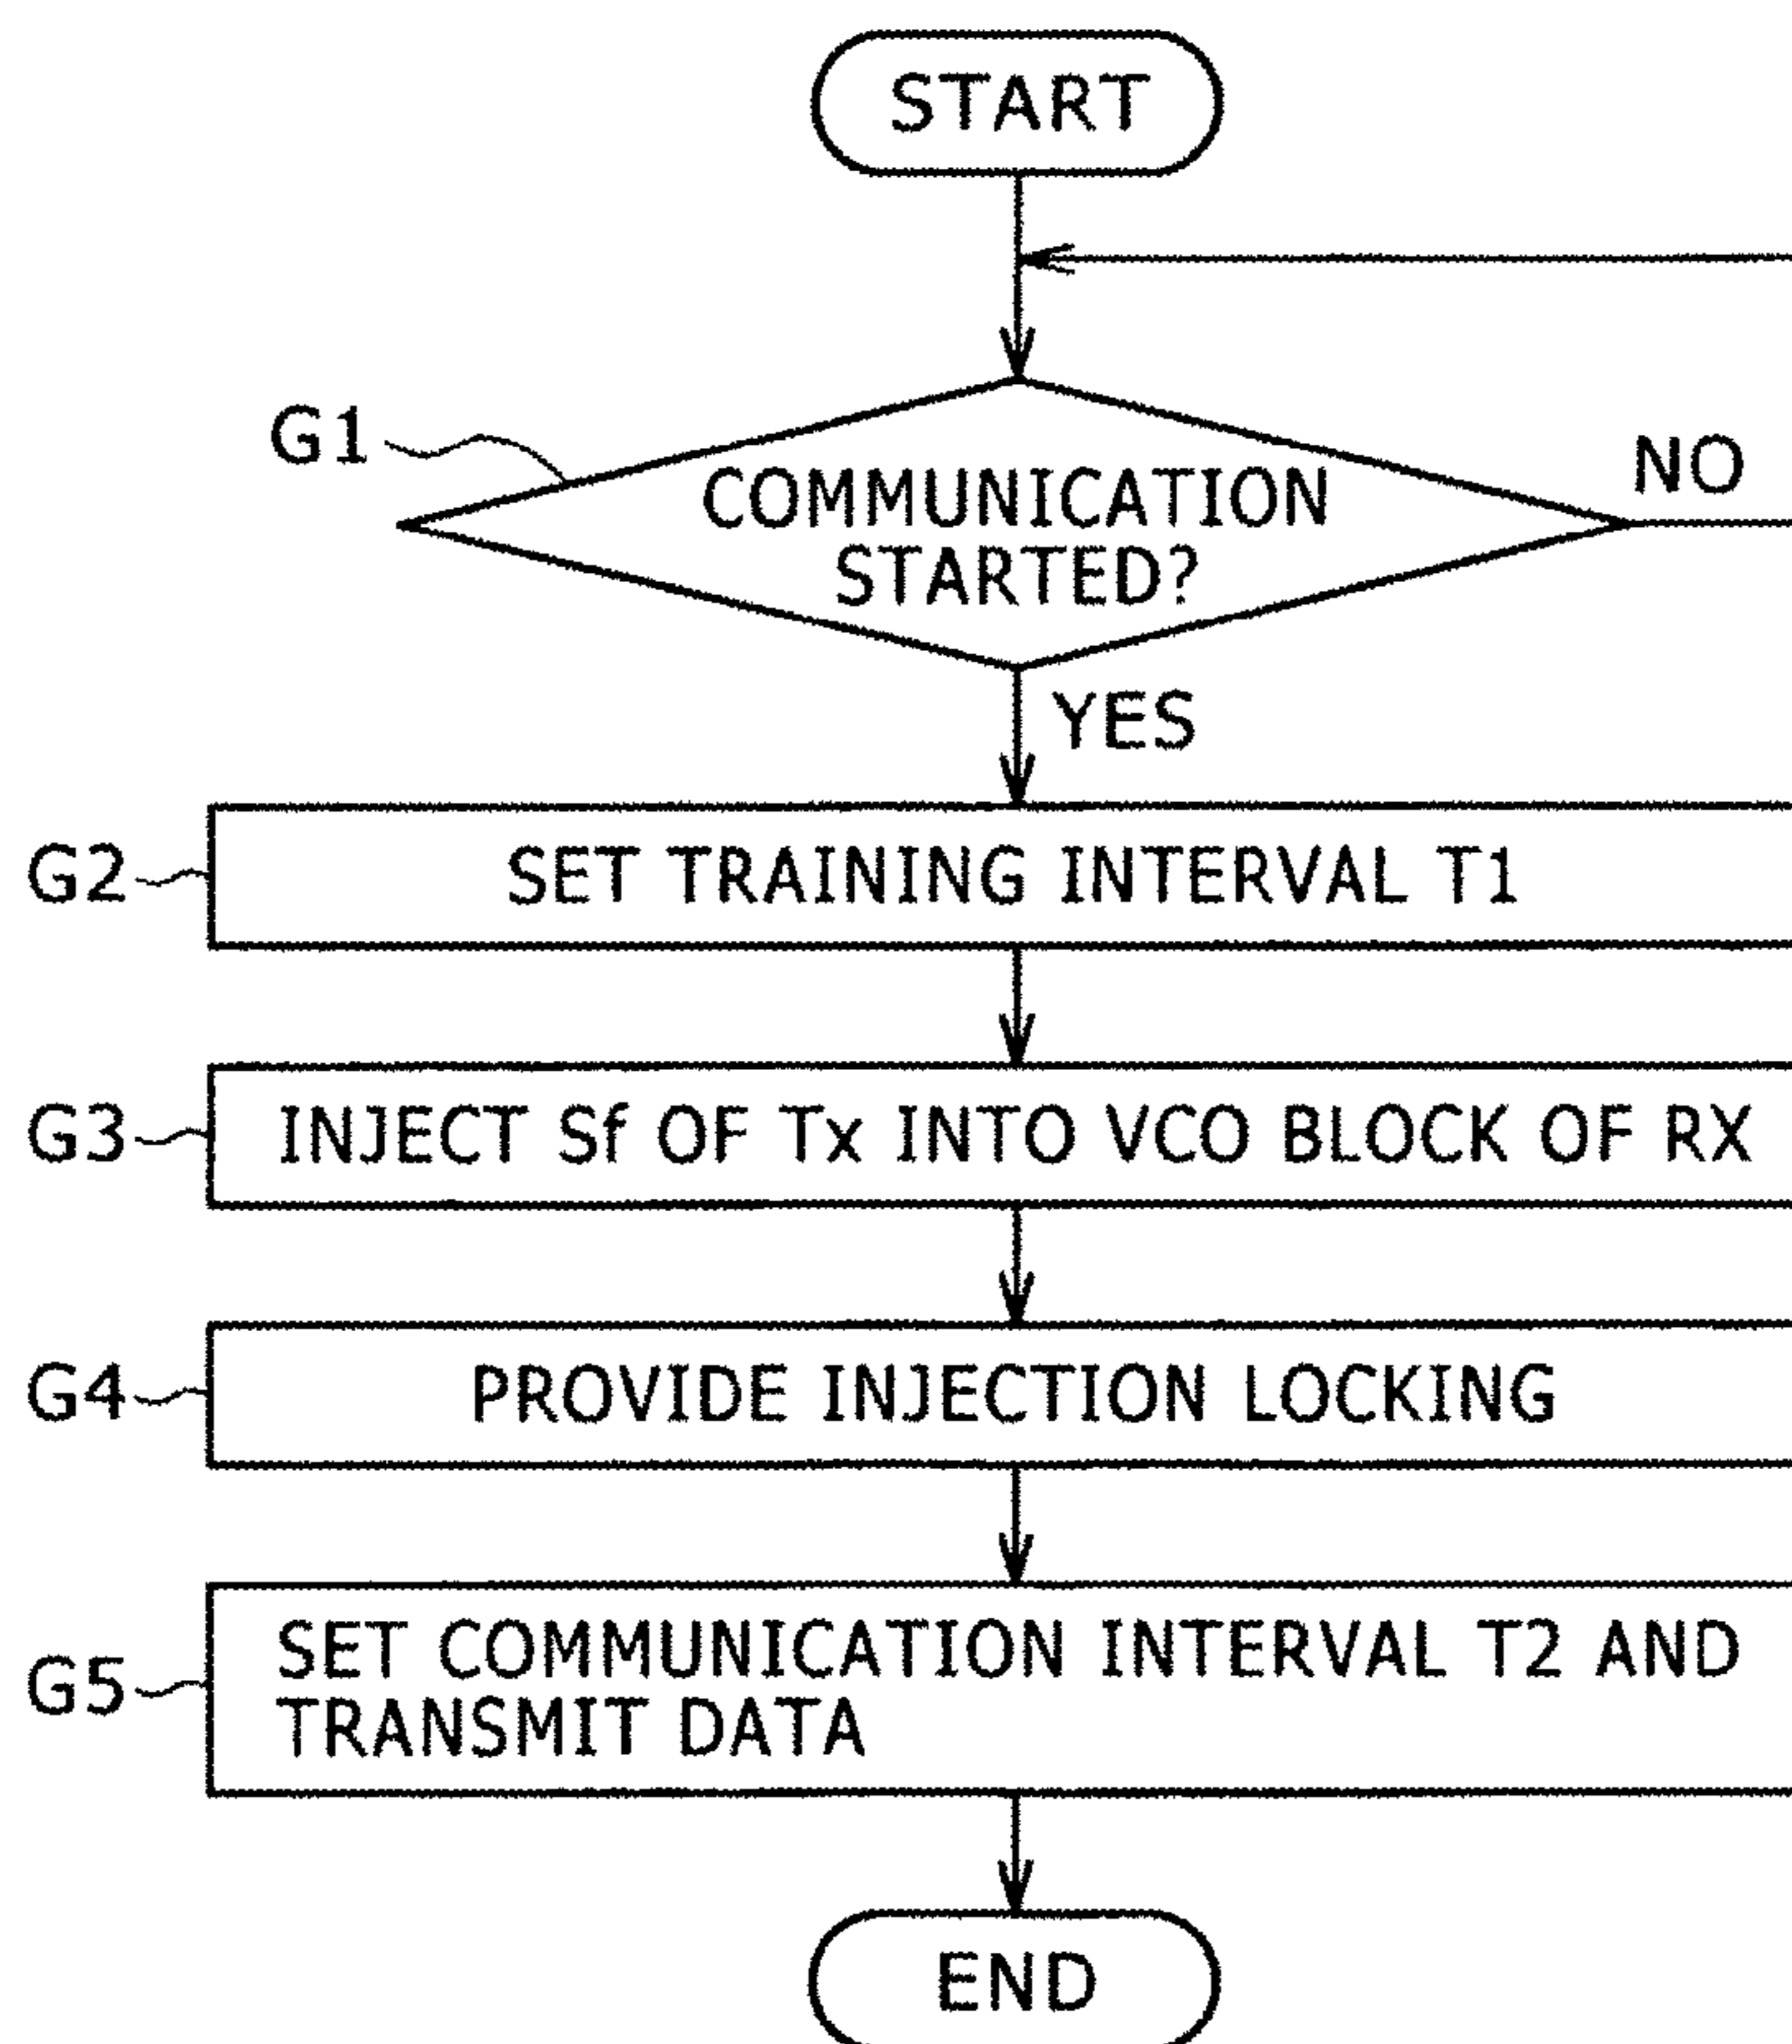 START
G1
COMMUNICATION
STARTED?
NO
YES
G2
SET TRAINING INTERVAL T1
G3
INJECT Sf OF Tx INTO VCO BLOCK OF RX
G4
PROVIDE INJECTION LOCKING
G5
SET COMMUNICATION INTERVAL T2 AND
TRANSMIT DATA
END